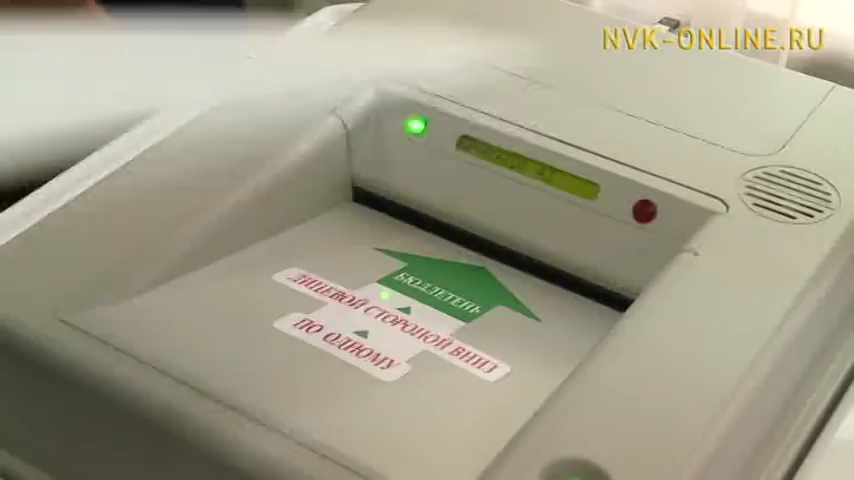 NVK-ONLINE.RU
БЮЛЛЕТЕНЬ
ЛИЦЕВОЙ СТОРОНОЙ ВНИЗ
ПО ОДНОМУ